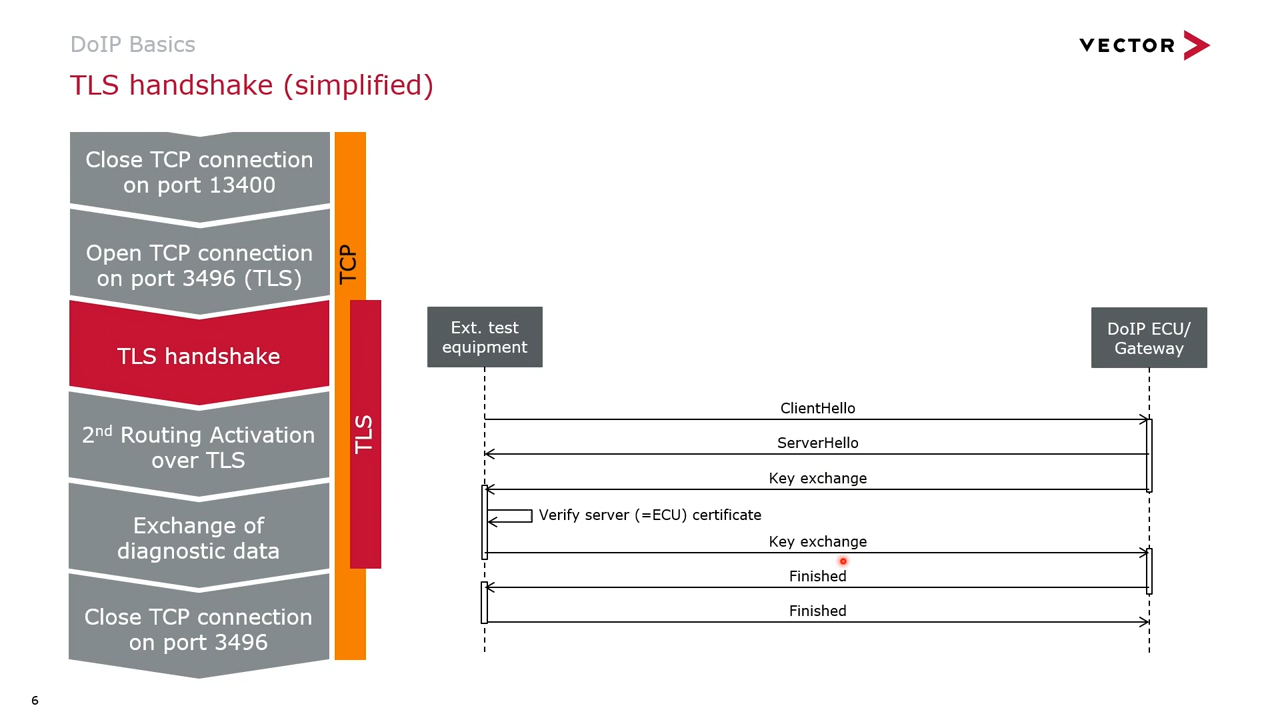 DoIP Basics
VECTOR
TLS handshake (simplified)
Close TCP connection
on port 13400
Open TCP connection
on port 3496 (TLS)
TLS handshake
2nd Routing Activation
over TLS
Exchange of
diagnostic data
Close TCP connection
on port 3496
TCP
TLS
Ext. test
equipment
DoIP ECU/
Gateway
ClientHello
ServerHello
Key exchange
Verify server (=ECU) certificate
Key exchange
Finished
Finished
6